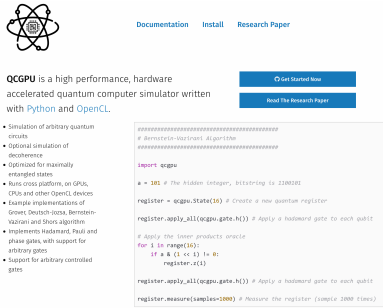 Documentation Install Research Paper
QCGPU is a high performance, hardware
accelerated quantum computer simulator written
with Python and OpenCL.
Get Started Now
Read The Research Paper
Simulation of arbitrary quantum
circuits
Optional simulation of
decoherence
Optimized for maximally
entangled states
Runs cross platform, on GPUs,
CPUs and other OpenCL devices
Example implementations of
Grover, Deutsch-Jozsa, Bernstein-
Vazirani and Shors algorithm
Implements Hadamard, Pauli and
phase gates, with support for
arbitrary gates
Support for arbitrary controlled
gates
###########################################
# Bernstein-Vazirani Algorithm
###########################################
import qcgpu
a = 101 # The hidden integer, bitstring is 1100101
register = qcgpu.State(16) # Create a new quantum register
register.apply_all(qcgpu.gate.h()) # Apply a hadamard gate to each qubit
# Apply the inner products oracle
for i in range(16):
if a & (1 << i) != 0:
register.z(i)
register.apply_all(qcgpu.gate.h()) # Apply a hadamard gate to each qubit
register.measure(samples=1000) # Measure the register (sample 1000 times)